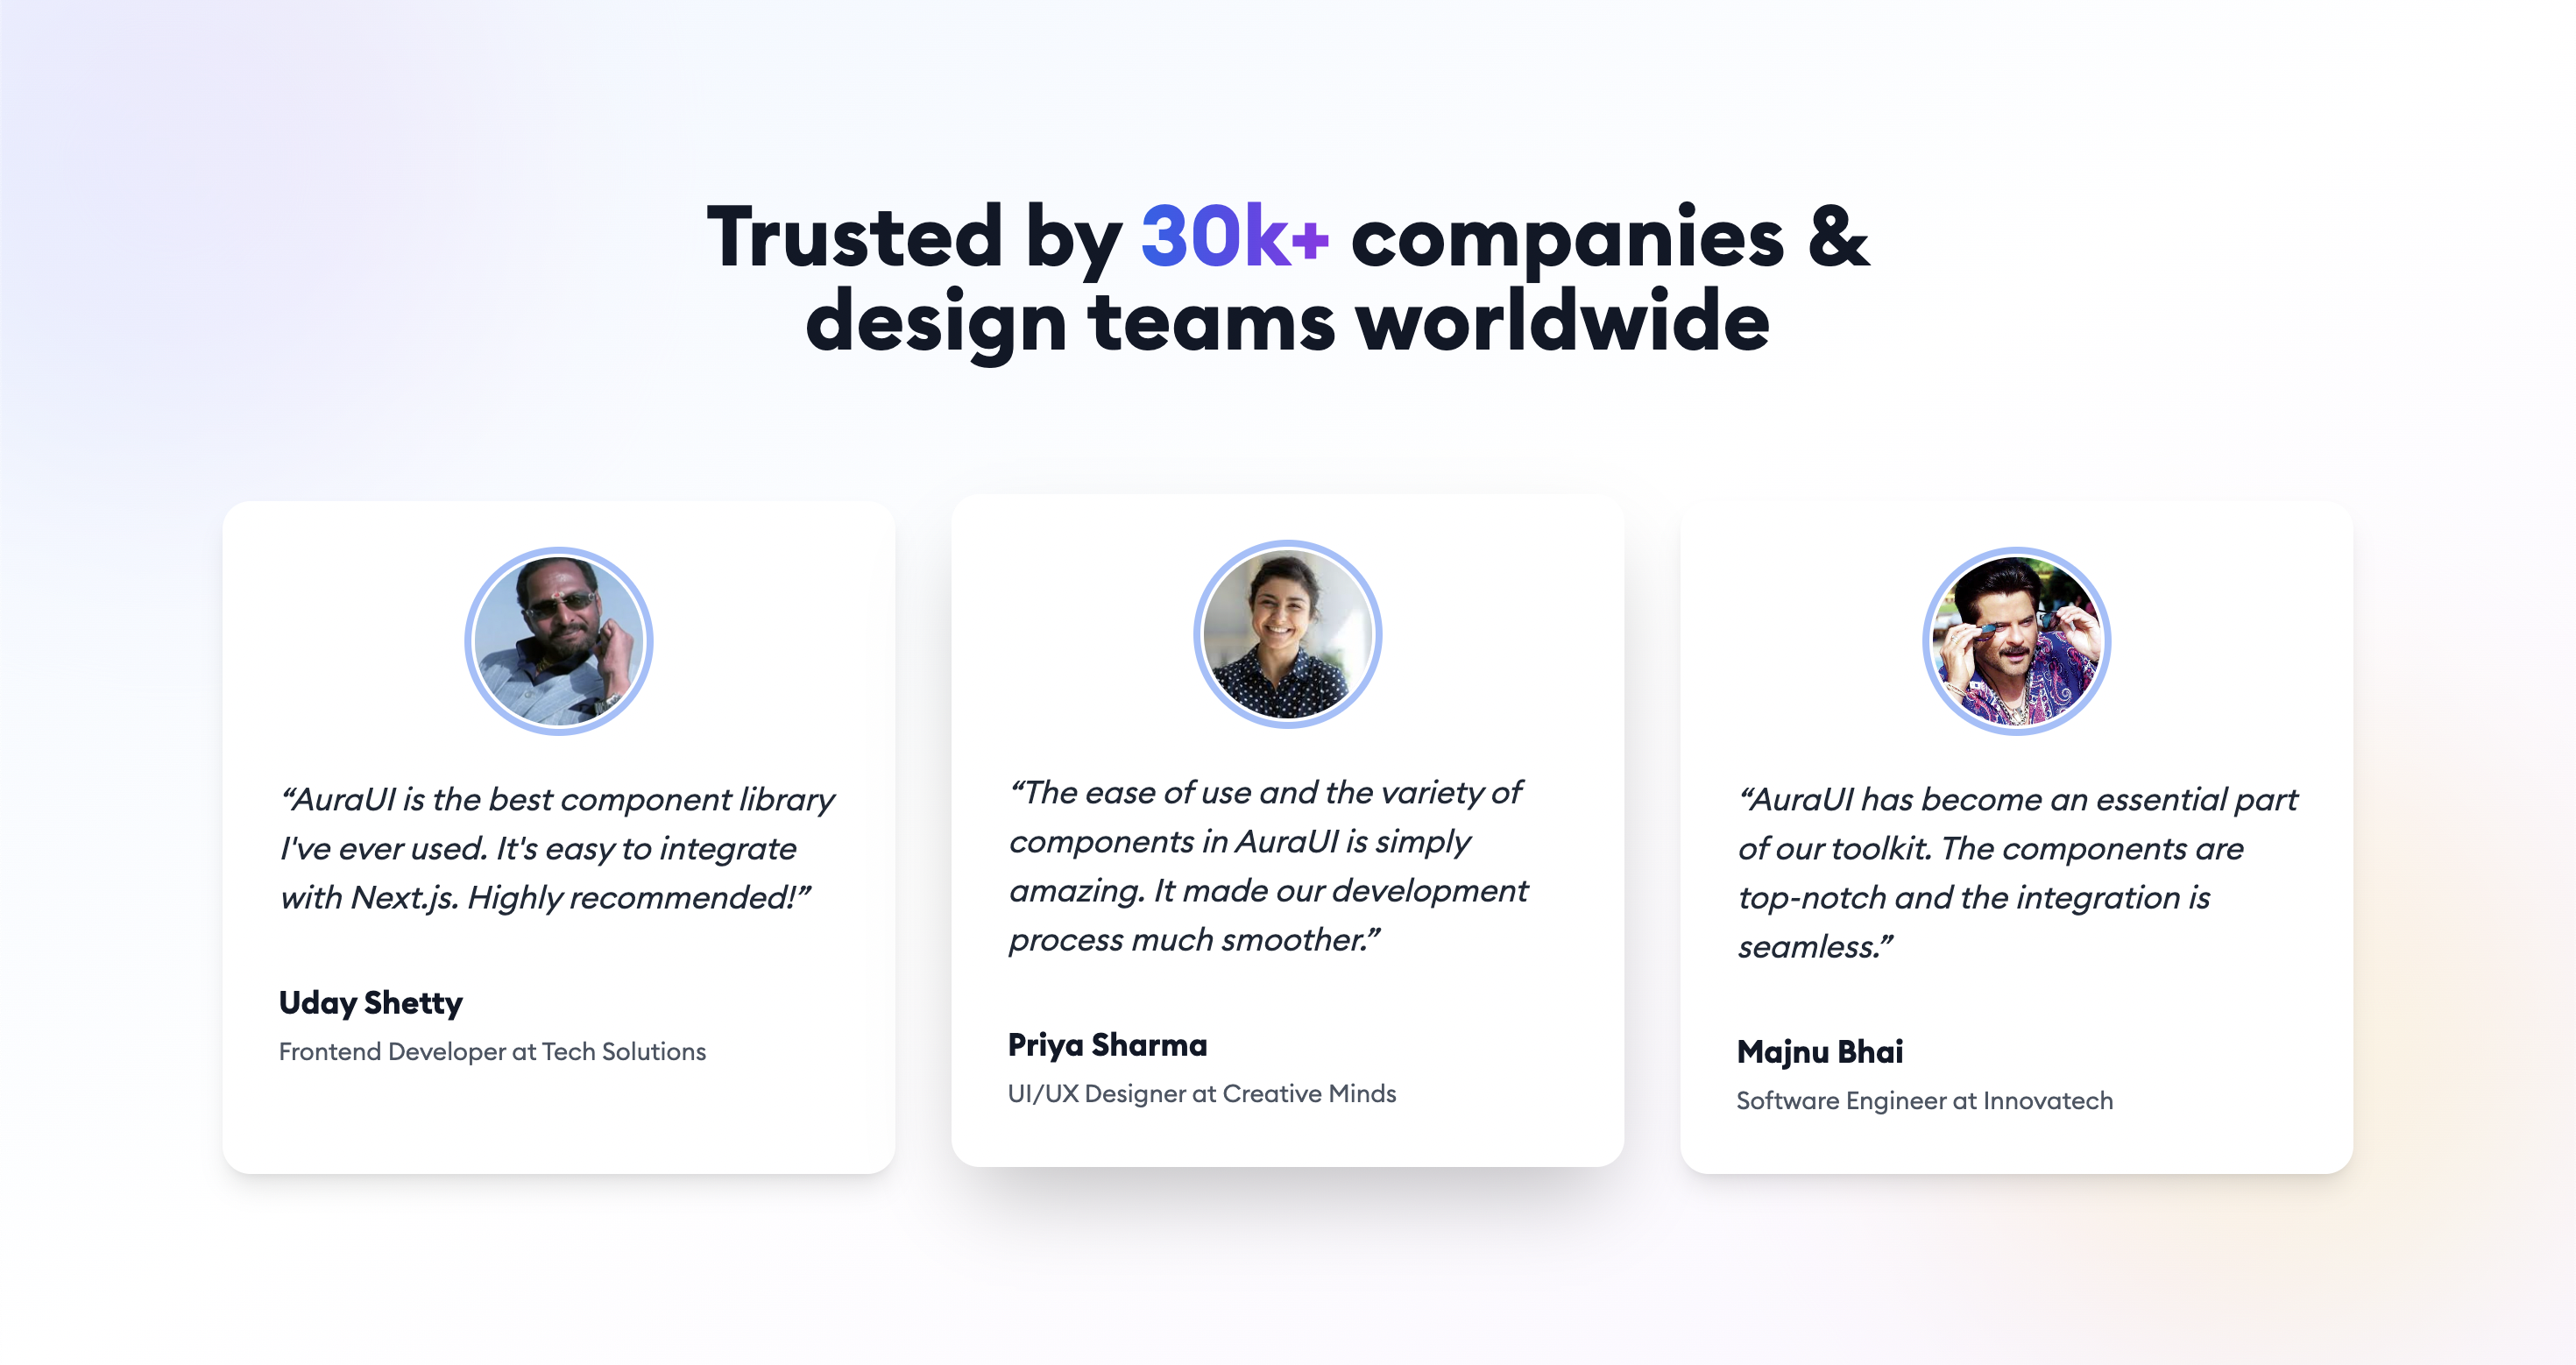 Trusted by 30k+ companies &
design teams worldwide
“AuraUI is the best component library
I've ever used. It's easy to integrate
with Next.js. Highly recommended!”
Uday Shetty
Frontend Developer at Tech Solutions
“The ease of use and the variety of
components in AuraUI is simply
amazing. It made our development
process much smoother.”
Priya Sharma
UI/UX Designer at Creative Minds
“AuraUI has become an essential part
of our toolkit. The components are
top-notch and the integration is
seamless.”
Majnu Bhai
Software Engineer at Innovatech